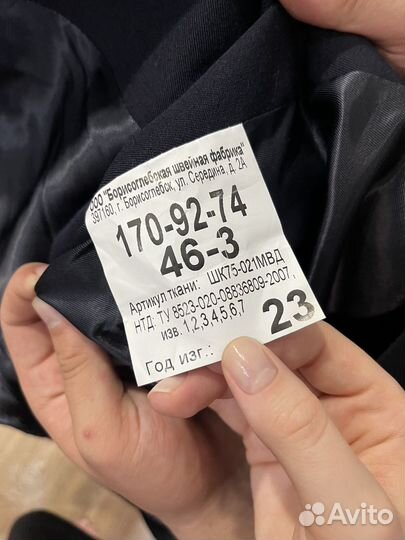 ООО "Борисоглебская швейная фабрика"
397160, г. Борисоглебск, ул. Середина, д. 2А
170-92-74
46-3
Артикул ткани: ШК75-021МВД
НТД: ТУ 8523-020-08836809-2007,
изв. 1,2,3,4,5,6,7
Год изг.: 23
Avito